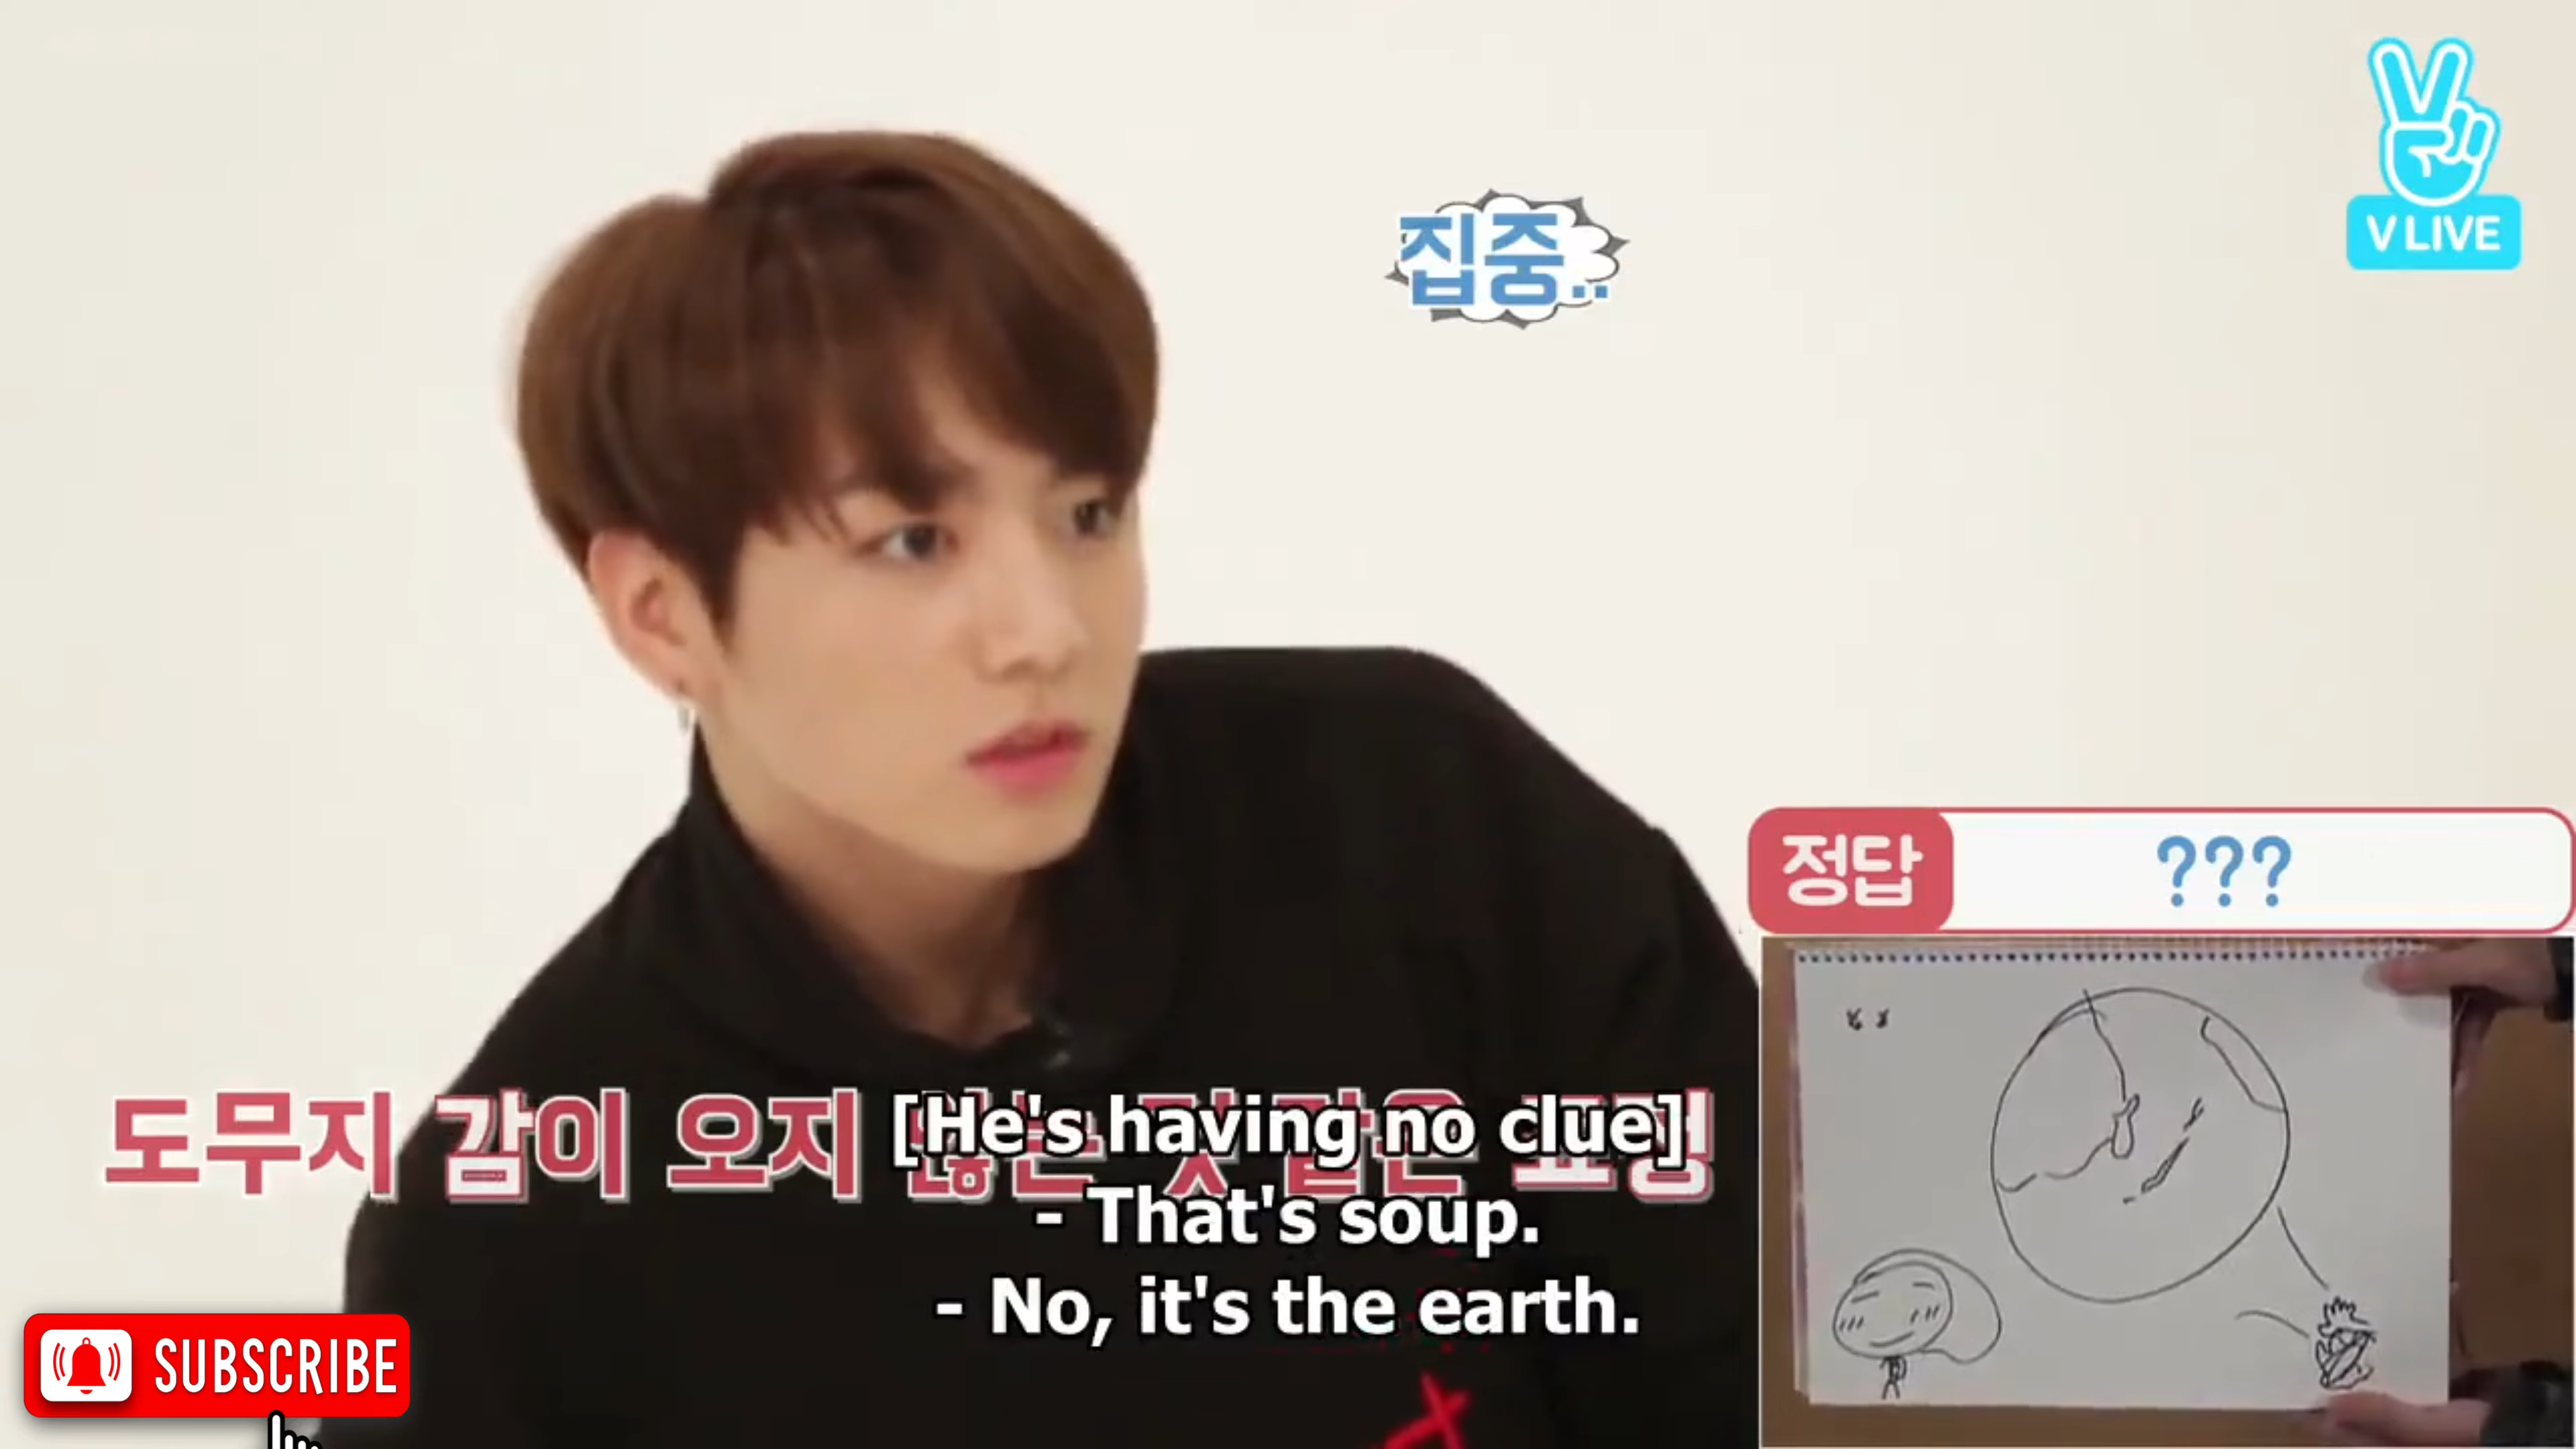 V LIVE
집중..
정답 ???
도무지 감이 오지
[He's having no clue]
- That's soup.
- No, it's the earth.
SUBSCRIBE